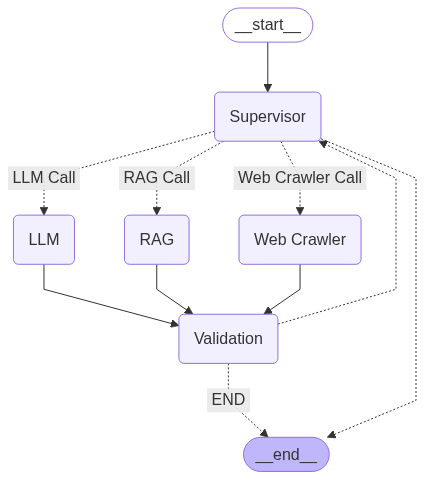 __start__
Supervisor
LLM Call
RAG Call
Web Crawler Call
LLM
RAG
Web Crawler
Validation
END
__end__